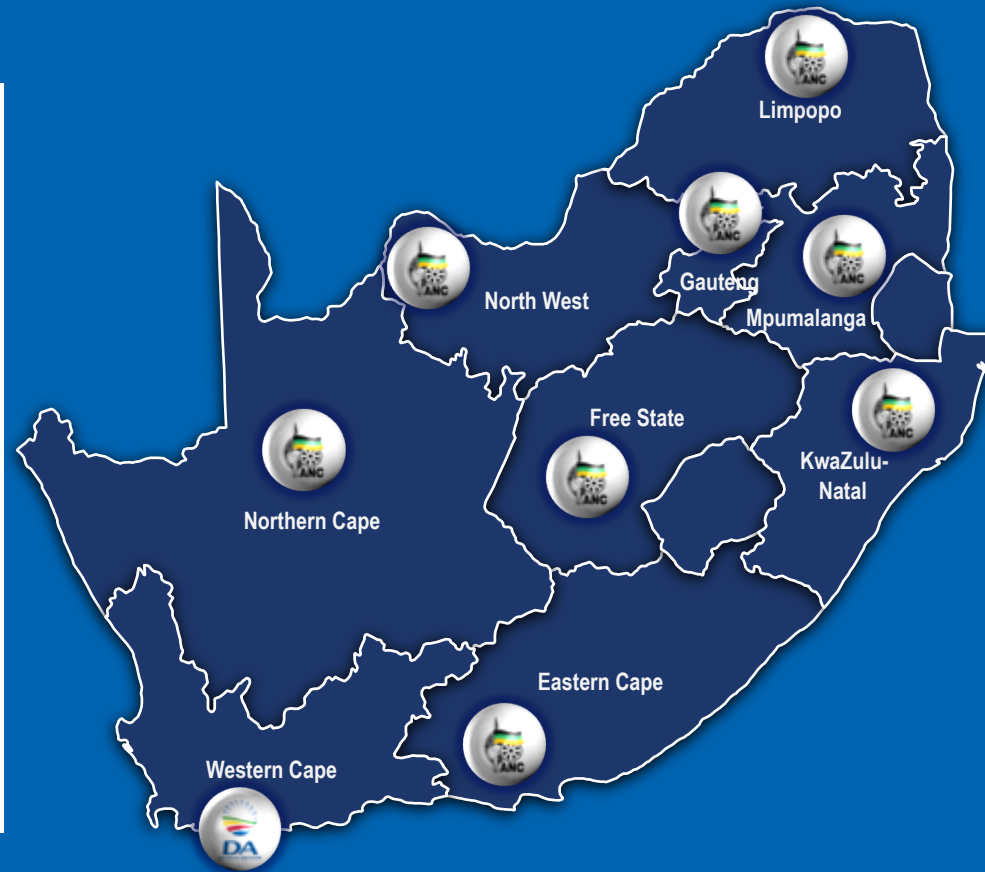 ANC
Limpopo
ANC
ANC
ANC
Gauteng
North West
Mpumalanga
ANC
Free State
ANC
KwaZulu-
Natal
ANC
Northern Cape
Eastern Cape
ANC
Western Cape
DA